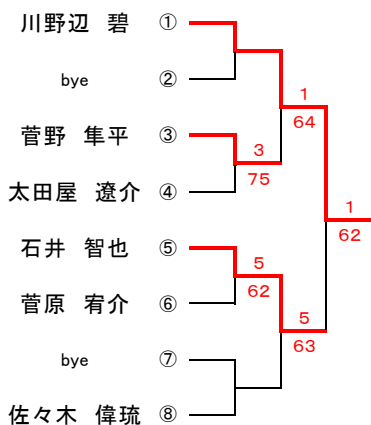 川野辺 碧 ①
bye ②
1
64
菅野 隼平 ③
3
75
太田屋 遼介 ④
1
62
石井 智也 ⑤
5
62
菅原 宥介 ⑥
5
63
bye ⑦
佐々木 偉琉 ⑧